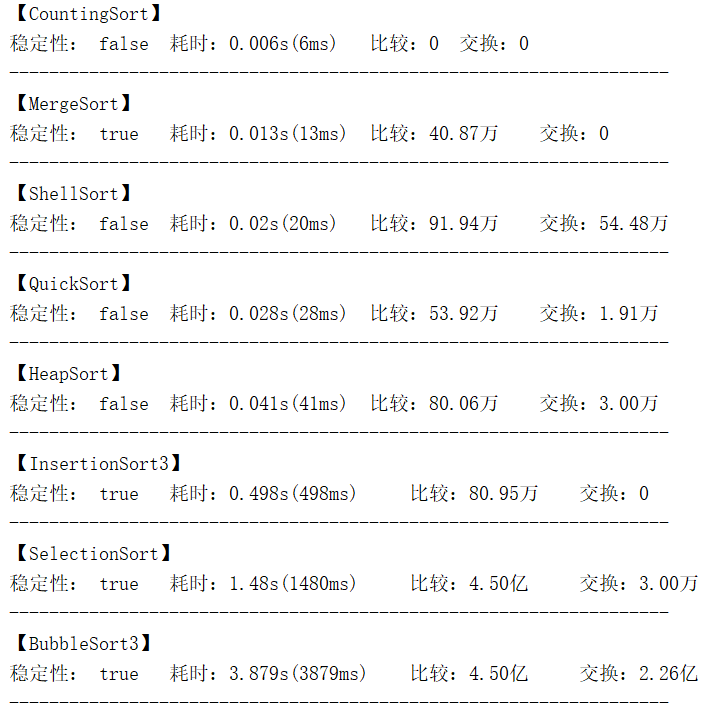 【CountingSort】
稳定性： false 耗时：0.006s(6ms) 比较：0 交换：0
------------------------------------------------------------------
【MergeSort】
稳定性： true 耗时：0.013s(13ms) 比较：40.87万 交换：0
------------------------------------------------------------------
【ShellSort】
稳定性： false 耗时：0.02s(20ms) 比较：91.94万 交换：54.48万
------------------------------------------------------------------
【QuickSort】
稳定性： false 耗时：0.028s(28ms) 比较：53.92万 交换：1.91万
------------------------------------------------------------------
【HeapSort】
稳定性： false 耗时：0.041s(41ms) 比较：80.06万 交换：3.00万
------------------------------------------------------------------
【InsertionSort3】
稳定性： true 耗时：0.498s(498ms) 比较：80.95万 交换：0
------------------------------------------------------------------
【SelectionSort】
稳定性： true 耗时：1.48s(1480ms) 比较：4.50亿 交换：3.00万
------------------------------------------------------------------
【BubbleSort3】
稳定性： true 耗时：3.879s(3879ms) 比较：4.50亿 交换：2.26亿
------------------------------------------------------------------